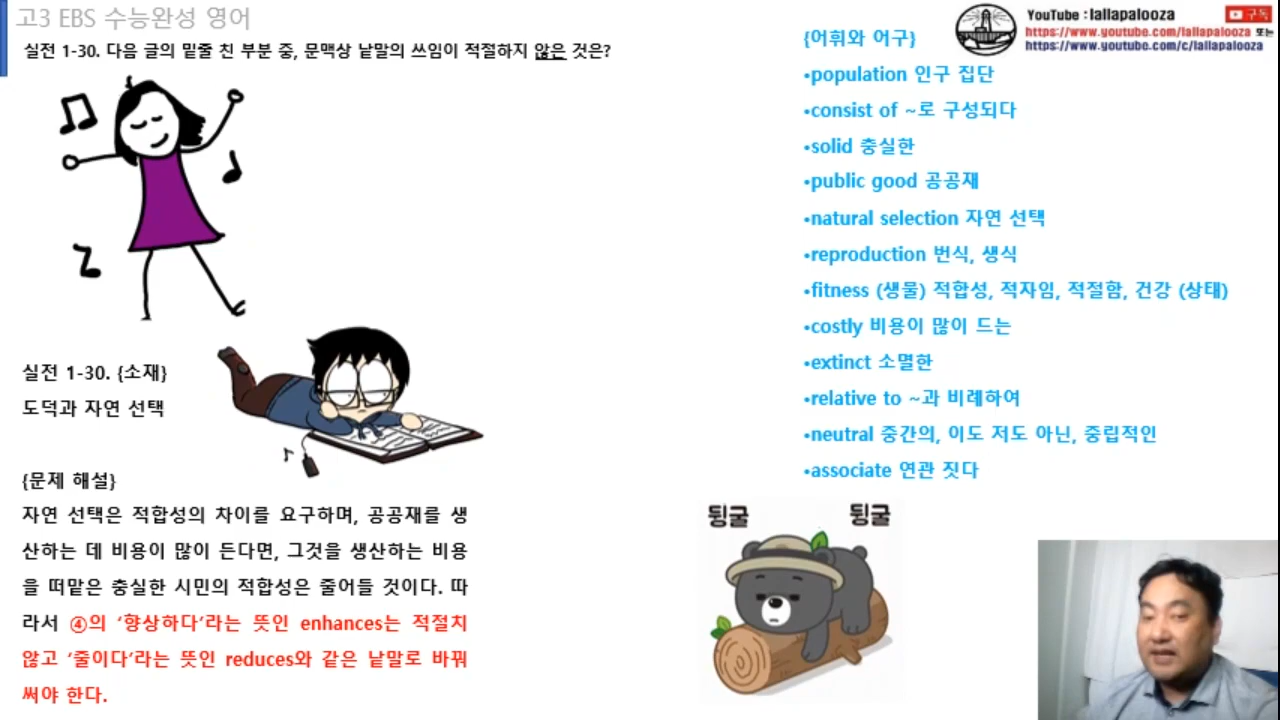 고3 EBS 수능완성 영어
실전 1-30. 다음 글의 밑줄 친 부분 중, 문맥상 낱말의 쓰임이 적절하지 않은 것은?
실전 1-30. {소재}
도덕과 자연 선택
{문제 해설}
자연 선택은 적합성의 차이를 요구하며, 공공재를 생
산하는 데 비용이 많이 든다면, 그것을 생산하는 비용
을 떠맡은 충실한 시민의 적합성은 줄어들 것이다. 따
라서 ④의 ‘향상하다’라는 뜻인 enhances는 적절치
않고 ‘줄이다’라는 뜻인 reduces와 같은 낱말로 바꿔
써야 한다.
{어휘와 어구}
•population 인구 집단
•consist of ~로 구성되다
•solid 충실한
•public good 공공재
•natural selection 자연 선택
•reproduction 번식, 생식
•fitness (생물) 적합성, 적자임, 적절함, 건강 (상태)
•costly 비용이 많이 드는
•extinct 소멸한
•relative to ~과 비례하여
•neutral 중간의, 이도 저도 아닌, 중립적인
•associate 연관 짓다
YouTube : lallapalooza 구독
https://www.youtube.com/lallapalooza 또는
https://www.youtube.com/c/lallapalooza
뒹굴 뒹굴